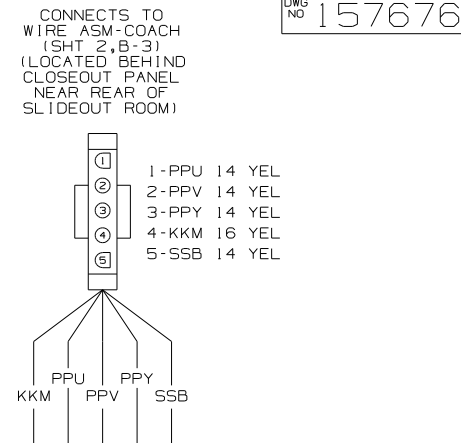 CONNECTS TO
WIRE ASM-COACH
(SHT 2,B-3)
(LOCATED BEHIND
CLOSEOUT PANEL
NEAR REAR OF
SLIDEOUT ROOM)
DWG
NO 157676
1
2
3
4
5
1-PPU 14 YEL
2-PPV 14 YEL
3-PPY 14 YEL
4-KKM 16 YEL
5-SSB 14 YEL
PPU PPY
KKM PPV SSB